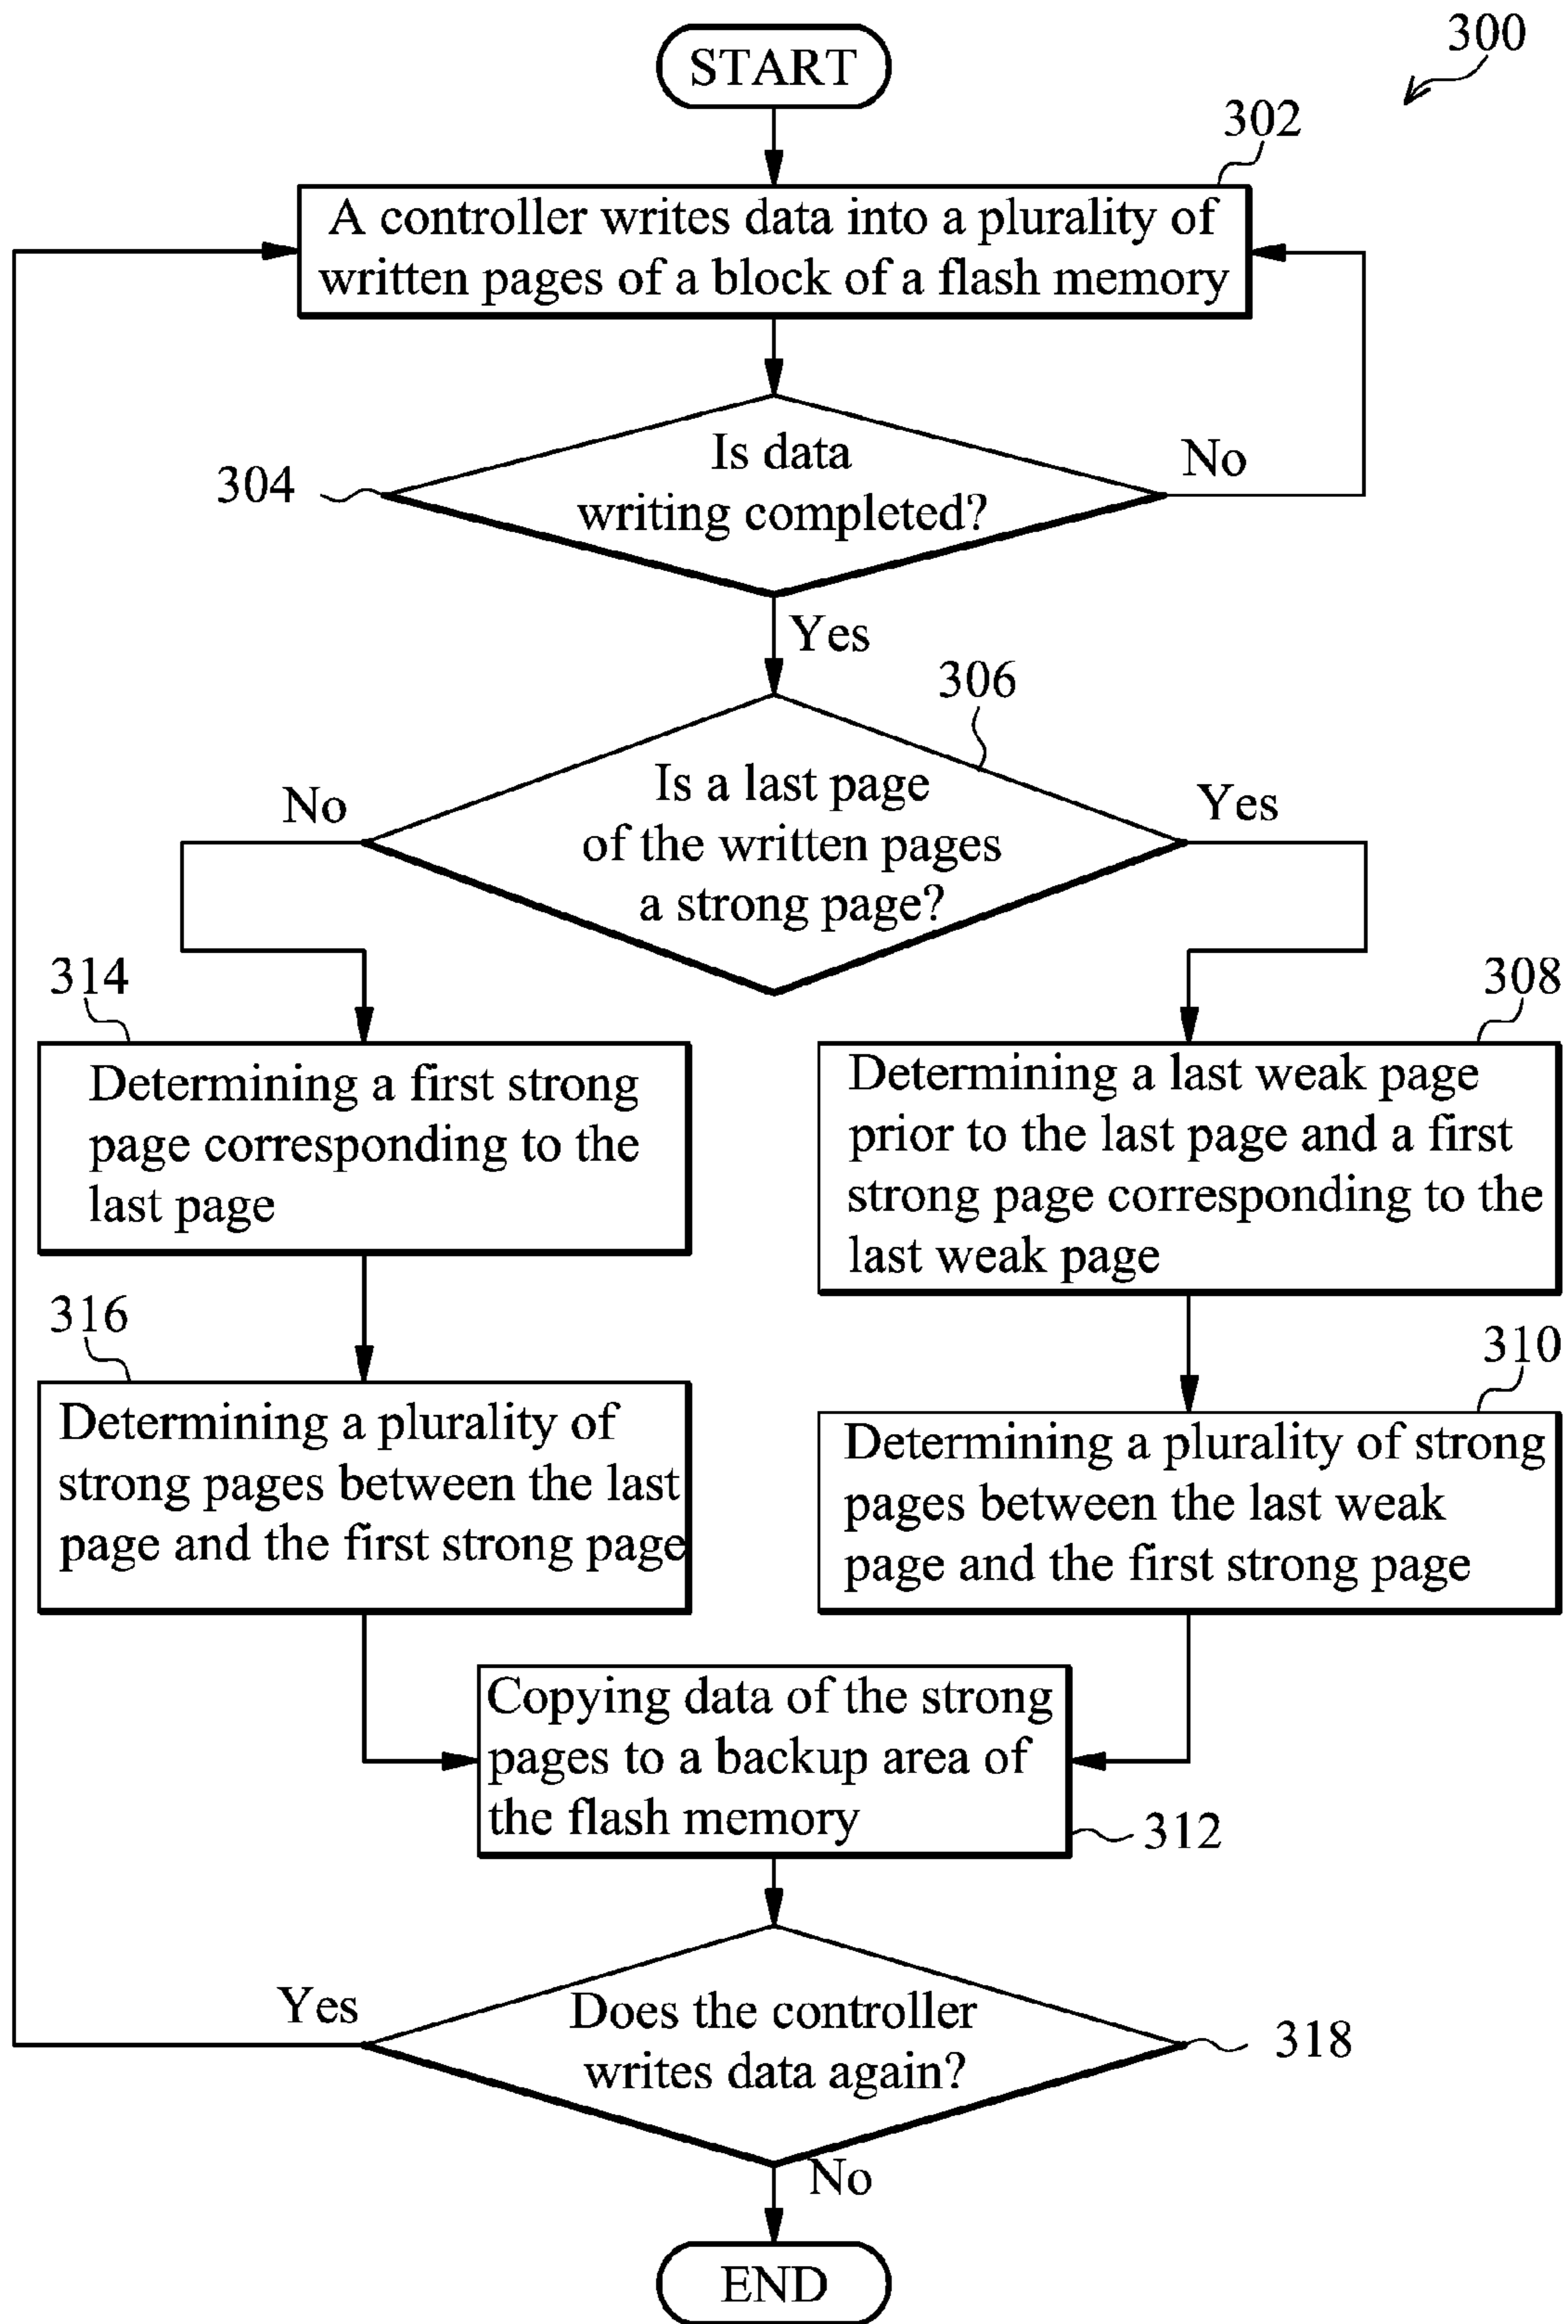 START
300
302
A controller writes data into a plurality of
written pages of a block of a flash memory
Is data
writing completed?
304
No
Yes
306
Is a last page
of the written pages
a strong page?
No
Yes
314
308
Determining a first strong
page corresponding to the
last page
Determining a last weak page
prior to the last page and a first
strong page corresponding to the
last weak page
316
310
Determining a plurality of
strong pages between the last
page and the first strong page
Determining a plurality of strong
pages between the last weak
page and the first strong page
Copying data of the strong
pages to a backup area of
the flash memory
312
Yes
Does the controller
writes data again?
318
No
END